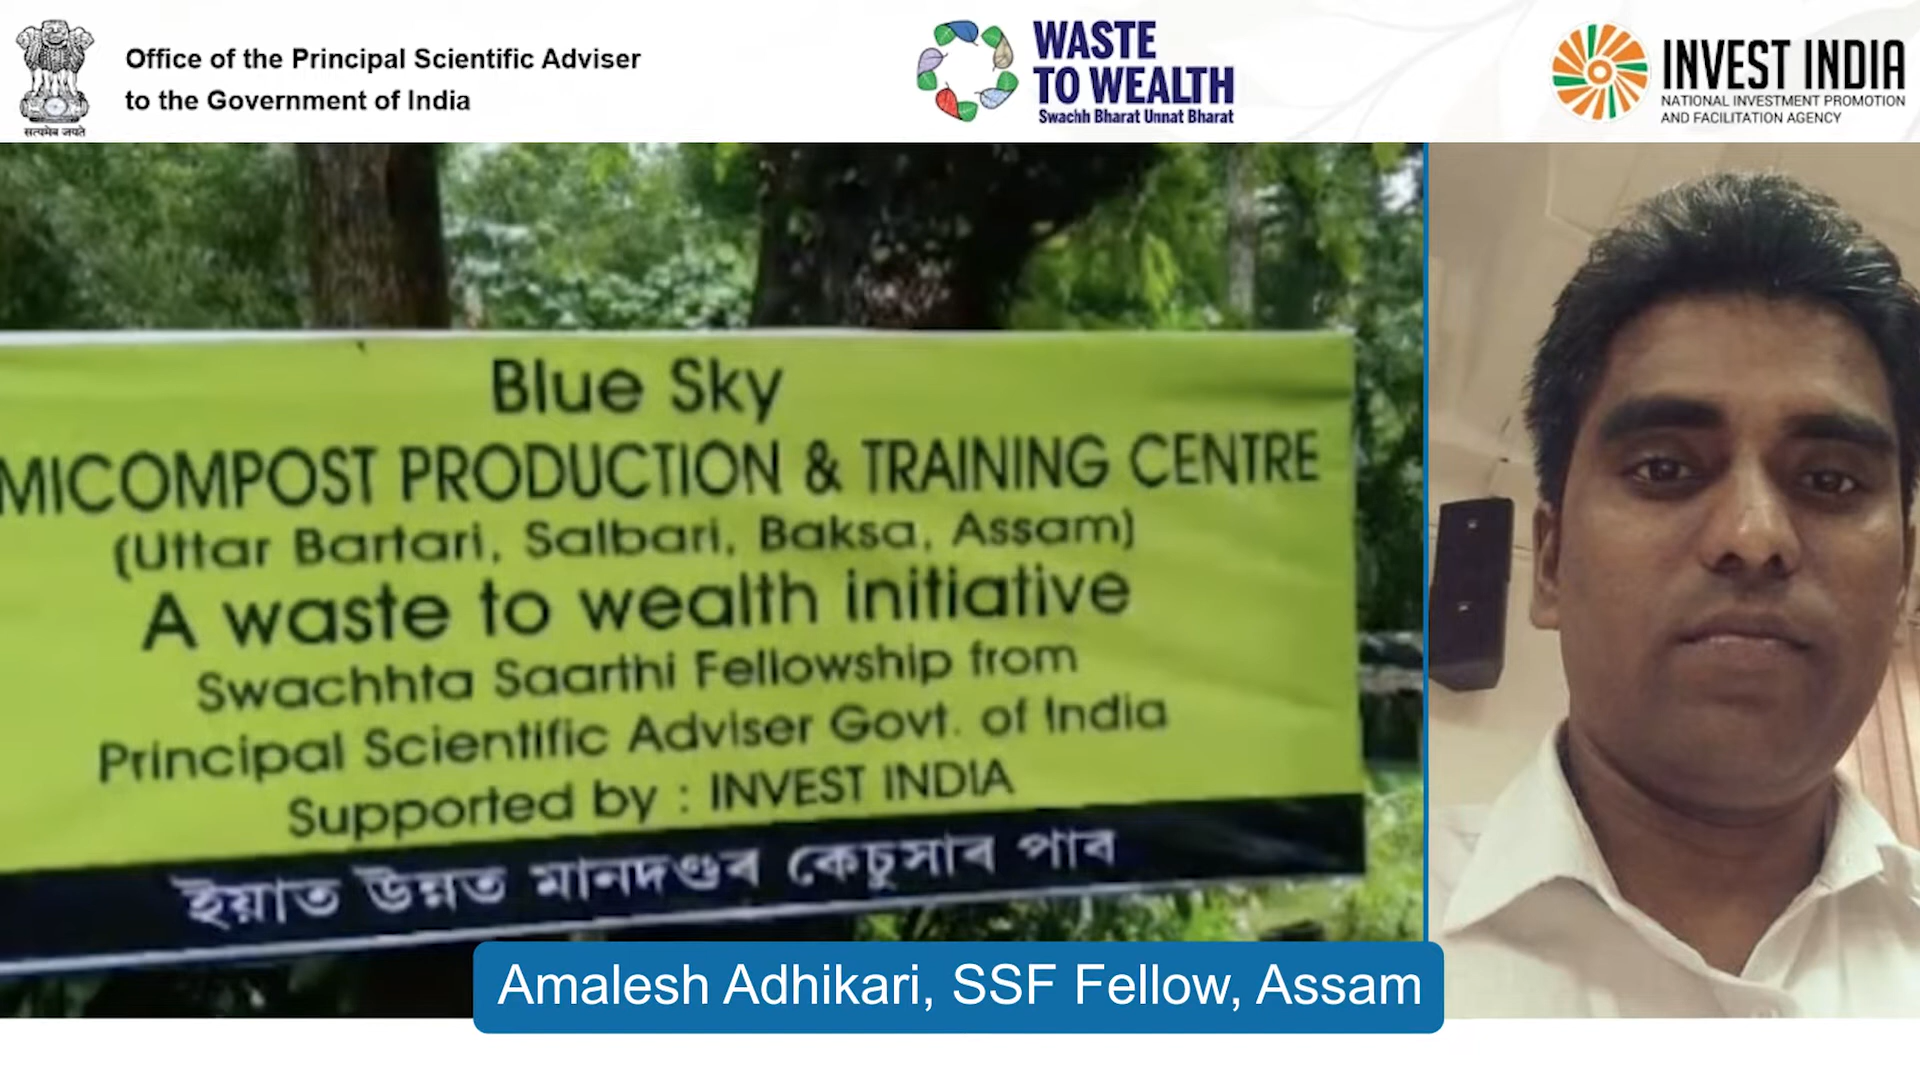 Office of the Principal Scientific Adviser
to the Government of India
सत्यमेव जयते
WASTE
TO WEALTH
Swachh Bharat Unnat Bharat
INVEST INDIA
NATIONAL INVESTMENT PROMOTION
AND FACILITATION AGENCY
Blue Sky
MICOMPOST PRODUCTION & TRAINING CENTRE
(Uttar Bartari, Salbari, Baksa, Assam)
A waste to wealth initiative
Swachhta Saarthi Fellowship from
Principal Scientific Adviser Govt. of India
Supported by : INVEST INDIA
ইয়াত উন্নত মানদণ্ডৰ কেচুসাৰ পাব
Amalesh Adhikari, SSF Fellow, Assam